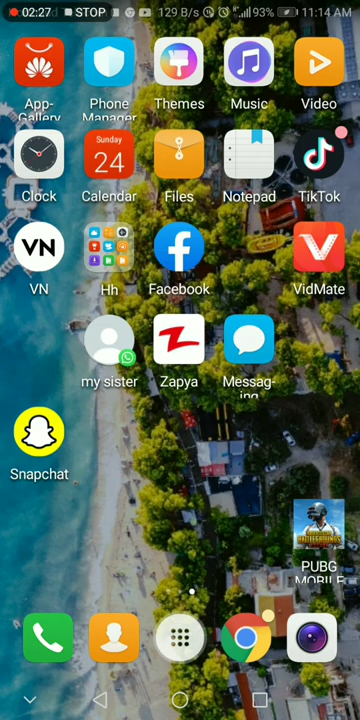 02:27 STOP 129 B/s 93% 11:14 AM
App-
Gallery
Phone
Manager
Themes
Music
Video
Sunday
24
Clock
Calendar
Files
Notepad
TikTok
VN
VN
Hh
Facebook
VidMate
my sister
Zapya
Messag-
ing
Snapchat
BATTLEGROUNDS
PUBG
MOBILE